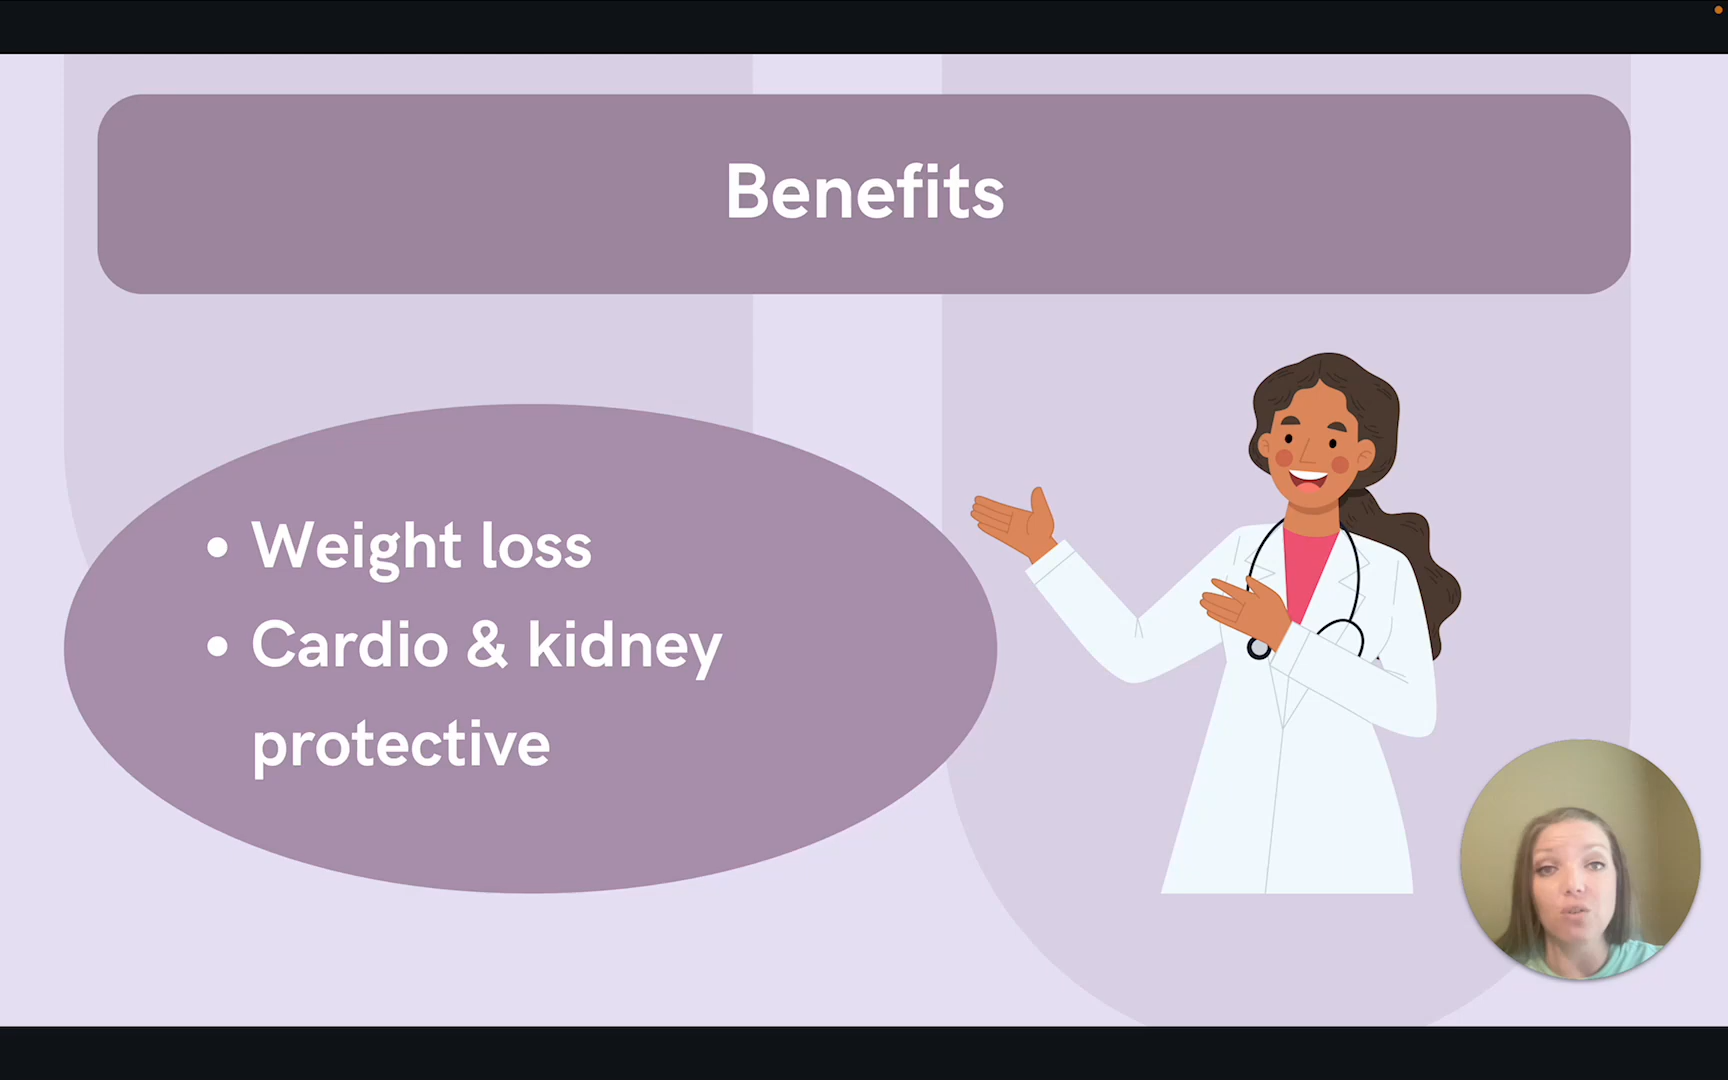 Benefits
• Weight loss
• Cardio & kidney
protective